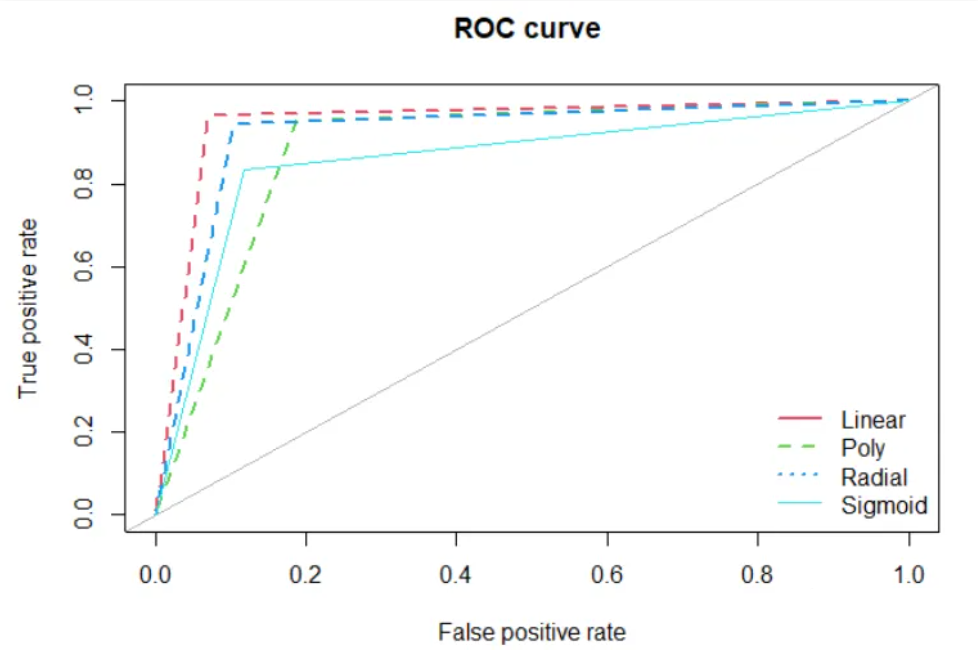 ROC curve
True positive rate
1.0
0.8
0.6
0.4
0.2
0.0
Linear
Poly
Radial
Sigmoid
0.0 0.2 0.4 0.6 0.8 1.0
False positive rate